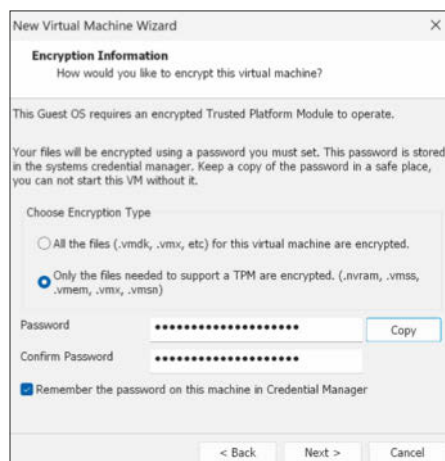 New Virtual Machine Wizard
Encryption Information
How would you like to encrypt this virtual machine?
This Guest OS requires an encrypted Trusted Platform Module to operate.
Your files will be encrypted using a password you must set. This password is stored
in the systems credential manager. Keep a copy of the password in a safe place,
you can not start this VM without it.
Choose Encryption Type
All the files (.vmdk, .vmx, etc) for this virtual machine are encrypted.
Only the files needed to support a TPM are encrypted. (.nvram, .vmss,
.vmem, .vmx, .vmsn)
Password
Copy
Confirm Password
Remember the password on this machine in Credential Manager
< Back Next > Cancel